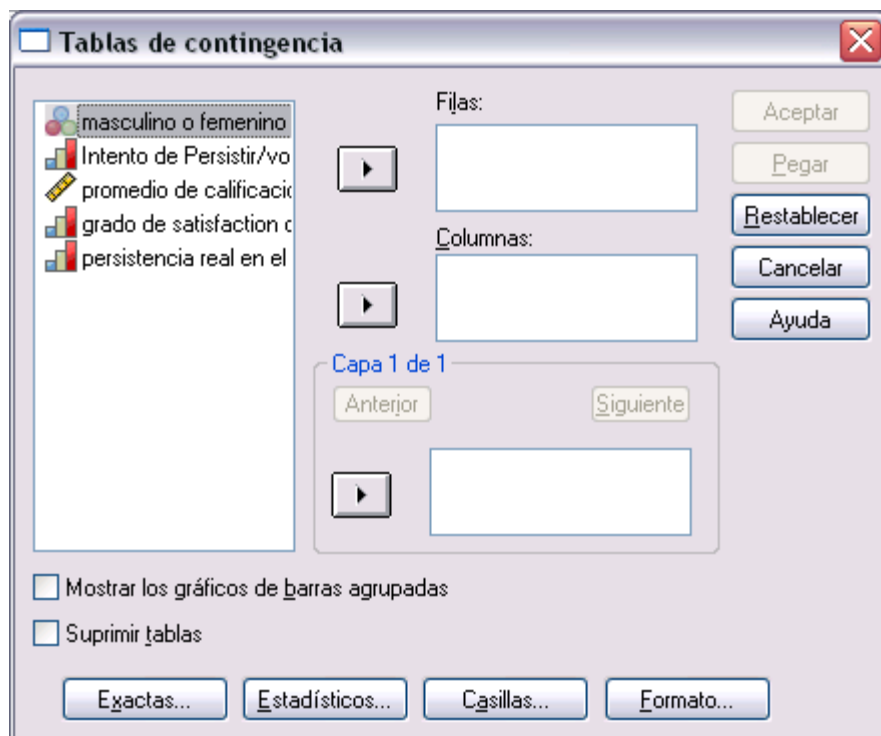 Tablas de contingencia
masculino o femenino
Intento de Persistir/vo
promedio de calificacio
grado de satisfaction c
persistencia real en el
Filas:
Columnas:
Capa 1 de 1
Anterior
Siguiente
Aceptar
Pegar
Restablecer
Cancelar
Ayuda
Mostrar los gráficos de barras agrupadas
Suprimir tablas
Exactas...
Estadísticos...
Casillas...
Formato...